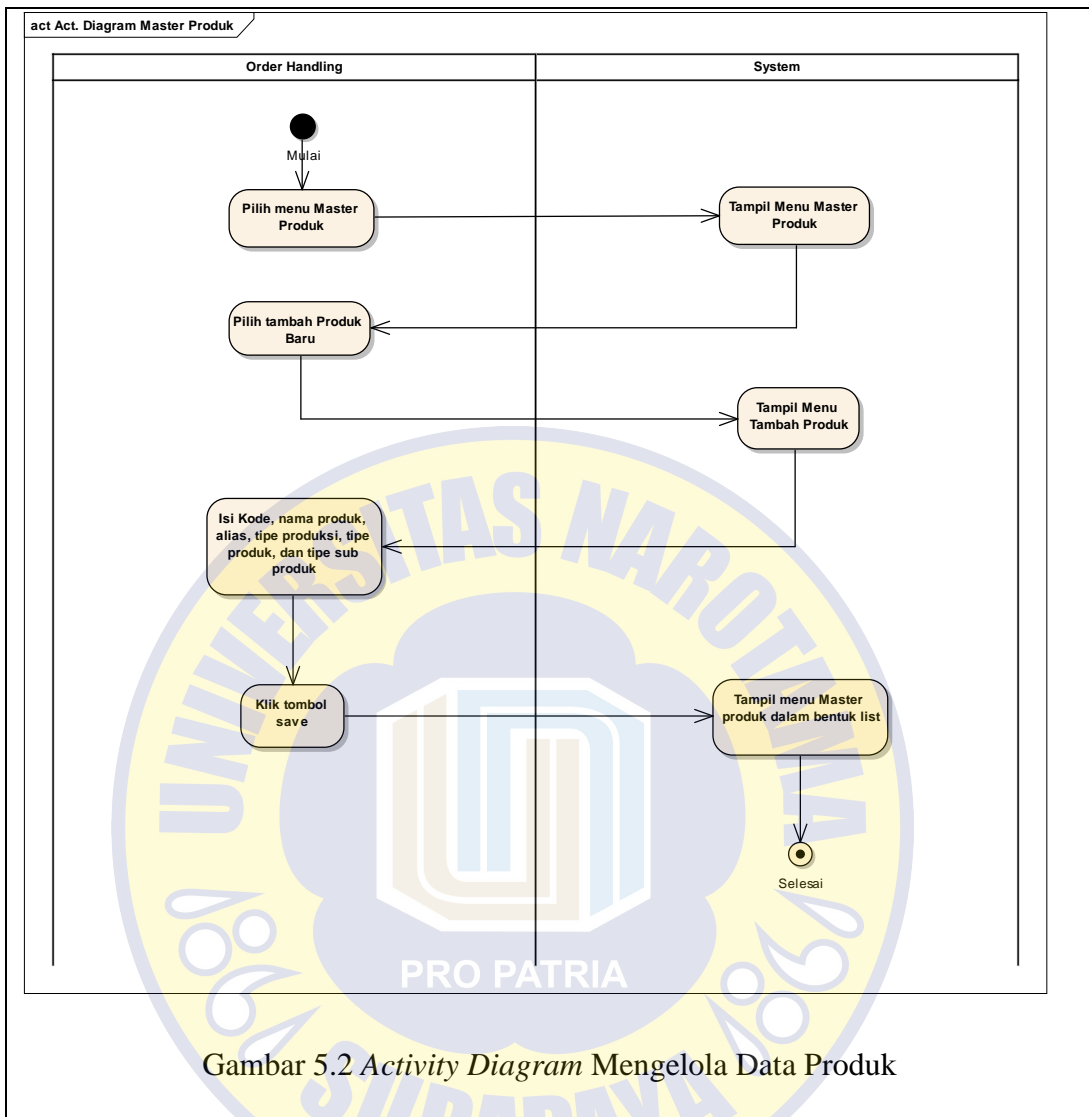 act Act. Diagram Master Produk
Order Handling
System
Mulai
Pilih menu Master
Produk
Tampil Menu Master
Produk
Pilih tambah Produk
Baru
Tampil Menu
Tambah Produk
Isi Kode, nama produk,
alias, tipe produksi, tipe
produk, dan tipe sub
produk
Klik tombol
save
Tampil menu Master
produk dalam bentuk list
Selesai
UNIVERSITAS NAROTAMA
PRO PATRIA
SURABAYA
Gambar 5.2 Activity Diagram Mengelola Data Produk